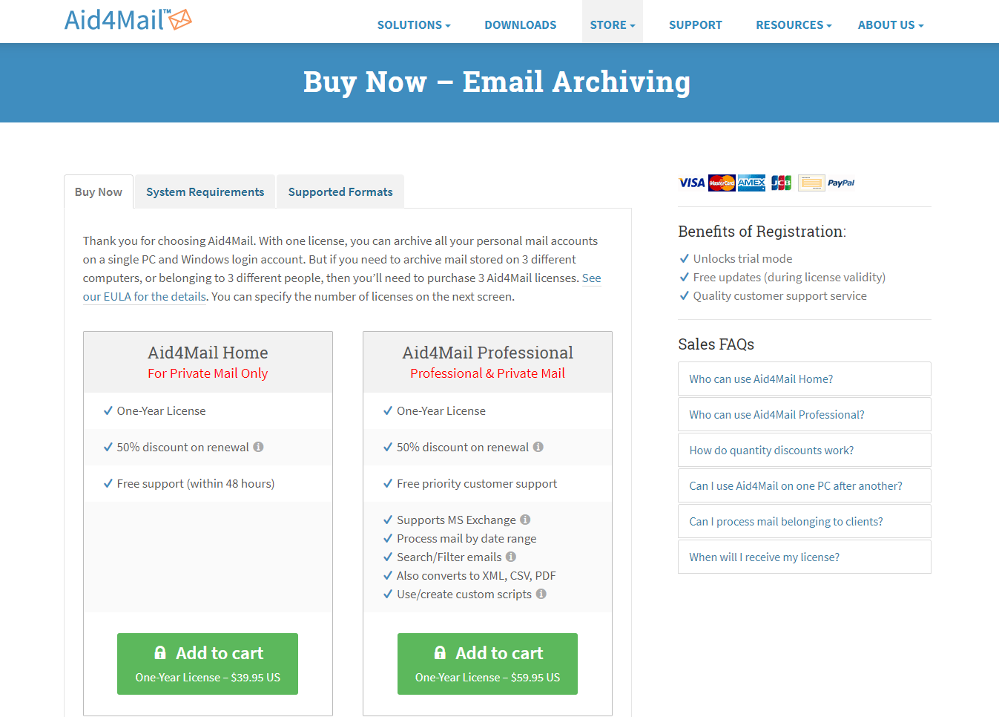 Aid4Mail™
SOLUTIONS
DOWNLOADS
STORE
SUPPORT
RESOURCES
ABOUT US
Buy Now – Email Archiving
Buy Now
System Requirements
Supported Formats
Thank you for choosing Aid4Mail. With one license, you can archive all your personal mail accounts
on a single PC and Windows login account. But if you need to archive mail stored on 3 different
computers, or belonging to 3 different people, then you’ll need to purchase 3 Aid4Mail licenses. See
our EULA for the details. You can specify the number of licenses on the next screen.
Aid4Mail Home
For Private Mail Only
One-Year License
50% discount on renewal
Free support (within 48 hours)
Add to cart
One-Year License – $39.95 US
Aid4Mail Professional
Professional & Private Mail
One-Year License
50% discount on renewal
Free priority customer support
Supports MS Exchange
Process mail by date range
Search/Filter emails
Also converts to XML, CSV, PDF
Use/create custom scripts
Add to cart
One-Year License – $59.95 US
VISA MasterCard AMEX JCB PayPal
Benefits of Registration:
Unlocks trial mode
Free updates (during license validity)
Quality customer support service
Sales FAQs
Who can use Aid4Mail Home?
Who can use Aid4Mail Professional?
How do quantity discounts work?
Can I use Aid4Mail on one PC after another?
Can I process mail belonging to clients?
When will I receive my license?